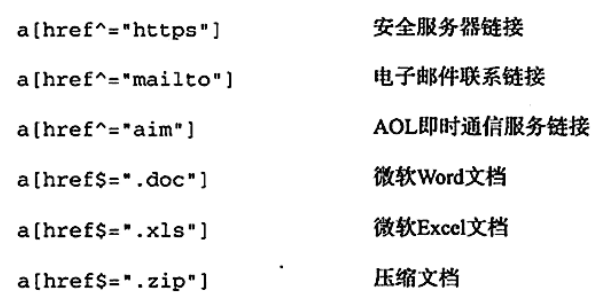 a[href^="https"] 安全服务器链接
a[href^="mailto"] 电子邮件联系链接
a[href^="aim"] AOL即时通信服务链接
a[href$=".doc"] 微软Word文档
a[href$=".xls"] 微软Excel文档
a[href$=".zip"] 压缩文档